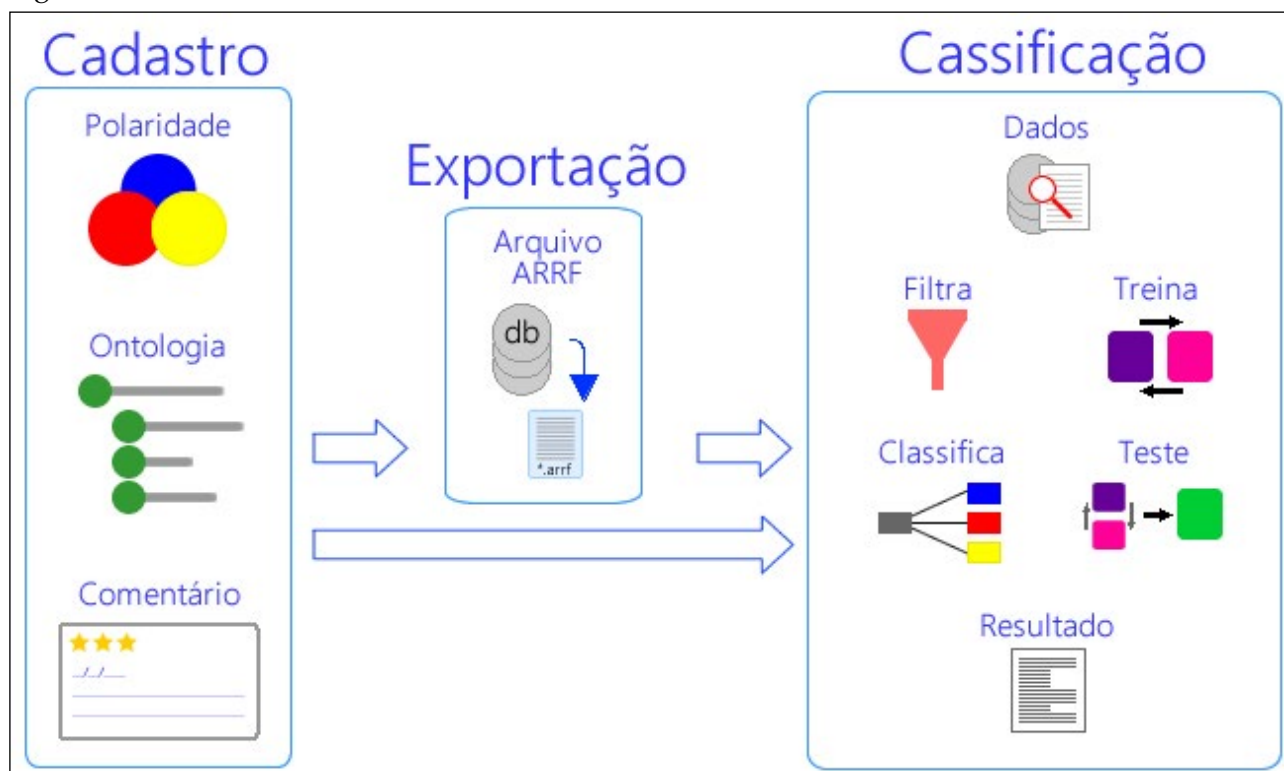 Cadastro
Polaridade
Ontologia
Comentário
Exportação
Arquivo
ARRF
db
*.arrf
Cassificação
Dados
Filtra
Treina
Classifica
Teste
Resultado